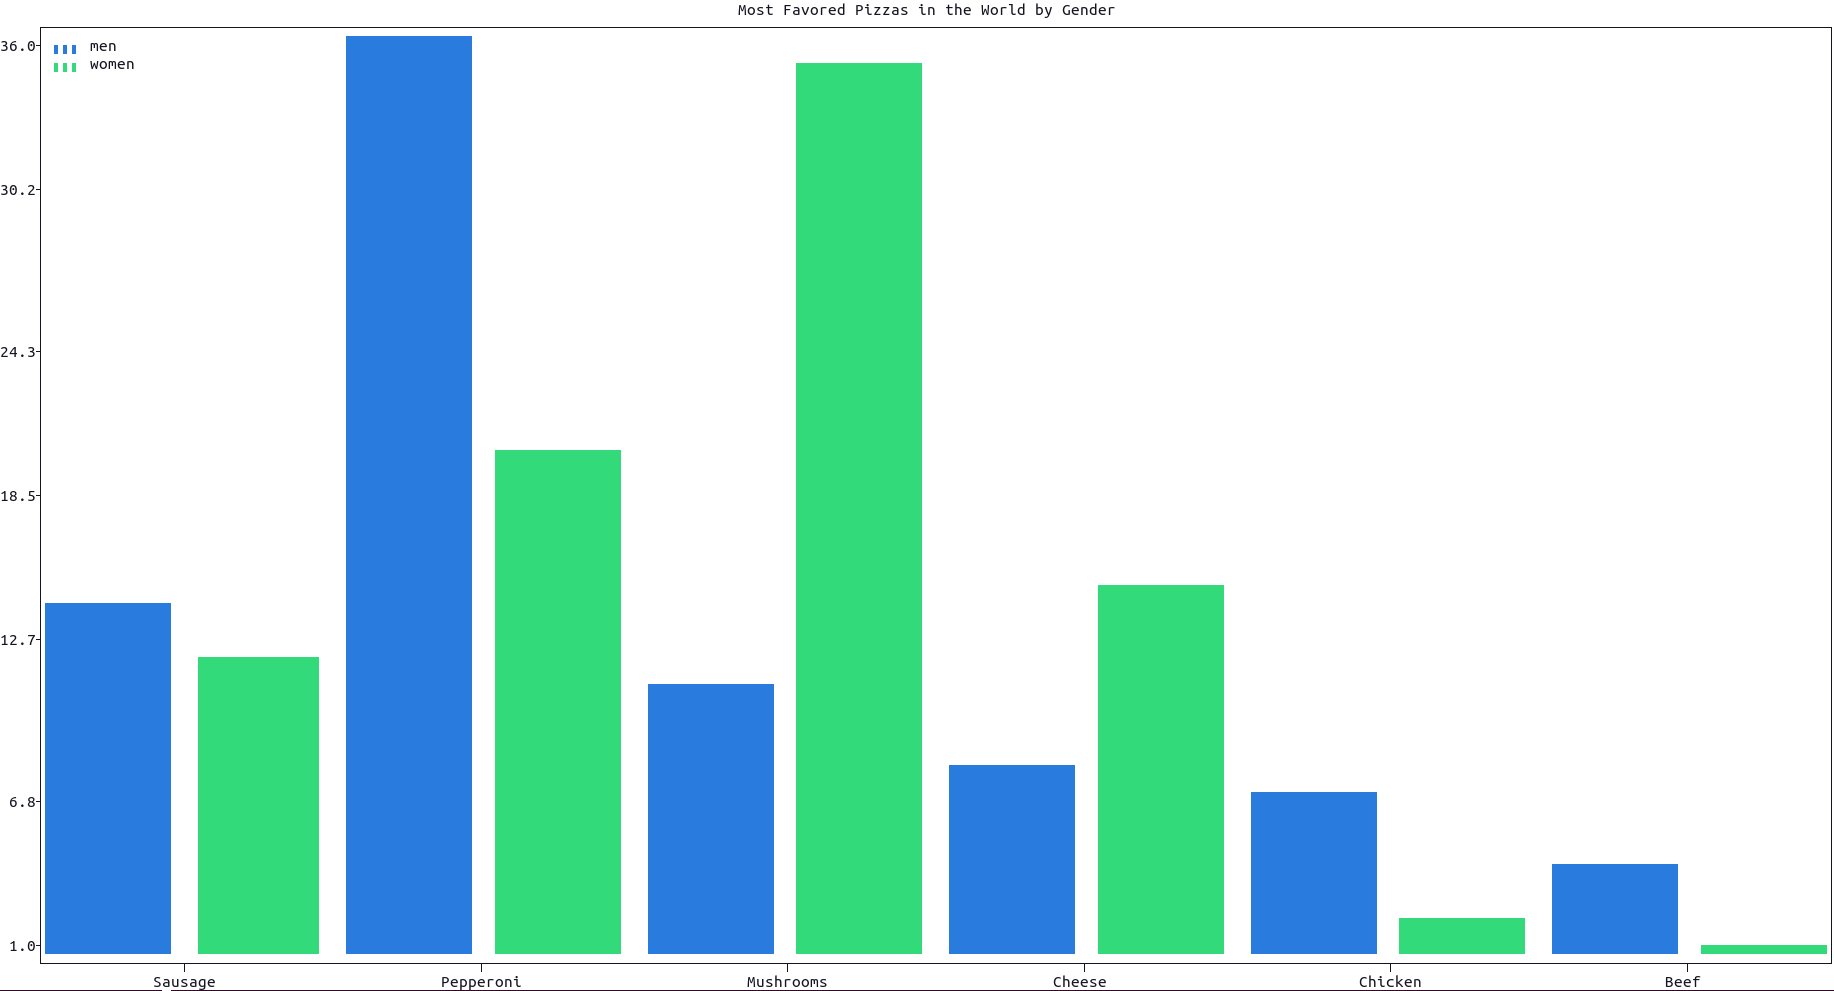 Most Favored Pizzas in the World by Gender
men
women
36.0
30.2
24.3
18.5
12.7
6.8
1.0
Sausage Pepperoni Mushrooms Cheese Chicken Beef